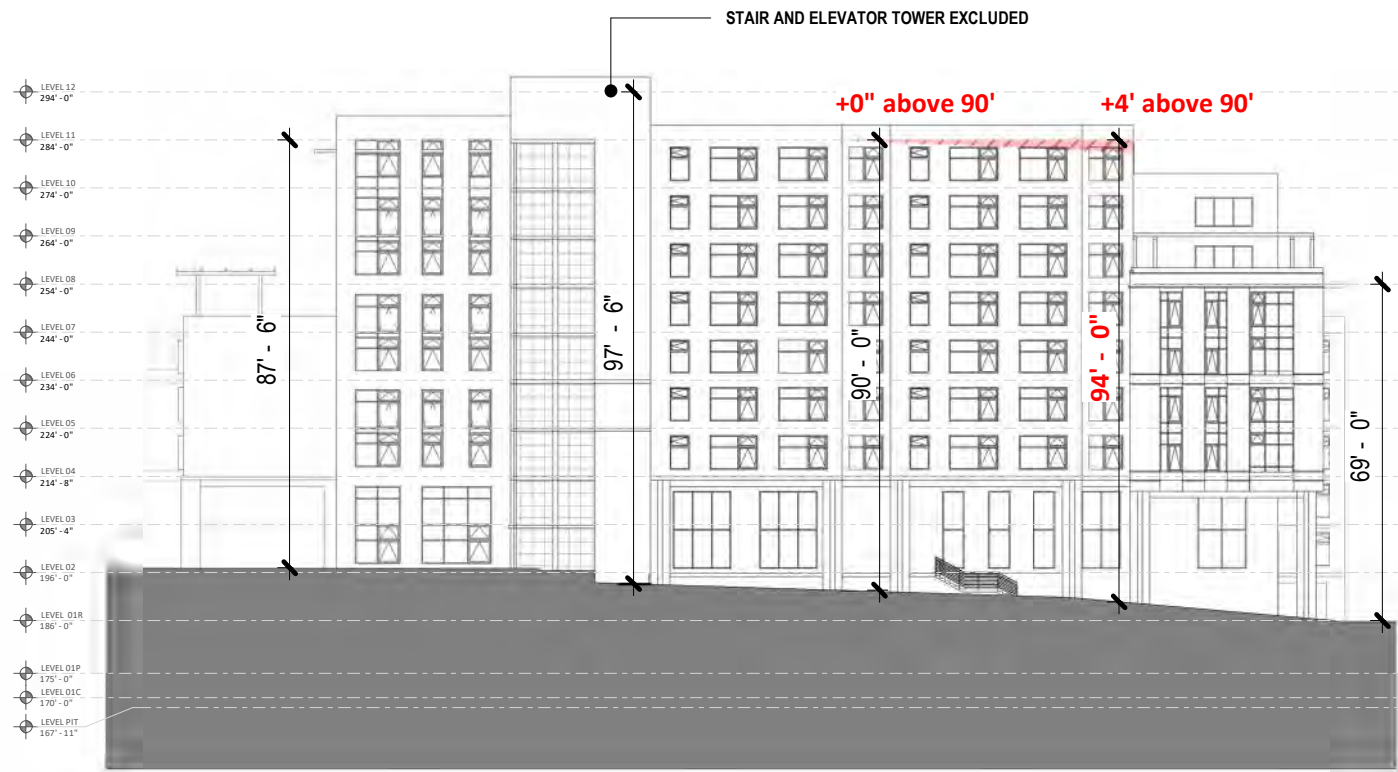 STAIR AND ELEVATOR TOWER EXCLUDED
LEVEL 12
294' - 0"
+0" above 90'
+4' above 90'
LEVEL 11
284' - 0"
LEVEL 10
274' - 0"
LEVEL 09
264' - 0"
LEVEL 08
254' - 0"
LEVEL 07
244' - 0"
LEVEL 06
234' - 0"
LEVEL 05
224' - 0"
LEVEL 04
214' - 8"
LEVEL 03
205' - 4"
LEVEL 02
196' - 0"
LEVEL 01R
186' - 0"
LEVEL 01P
175' - 0"
LEVEL 01C
170' - 0"
LEVEL PIT
167' - 11"
87' - 6"
97' - 6"
90' - 0"
94' - 0"
69' - 0"